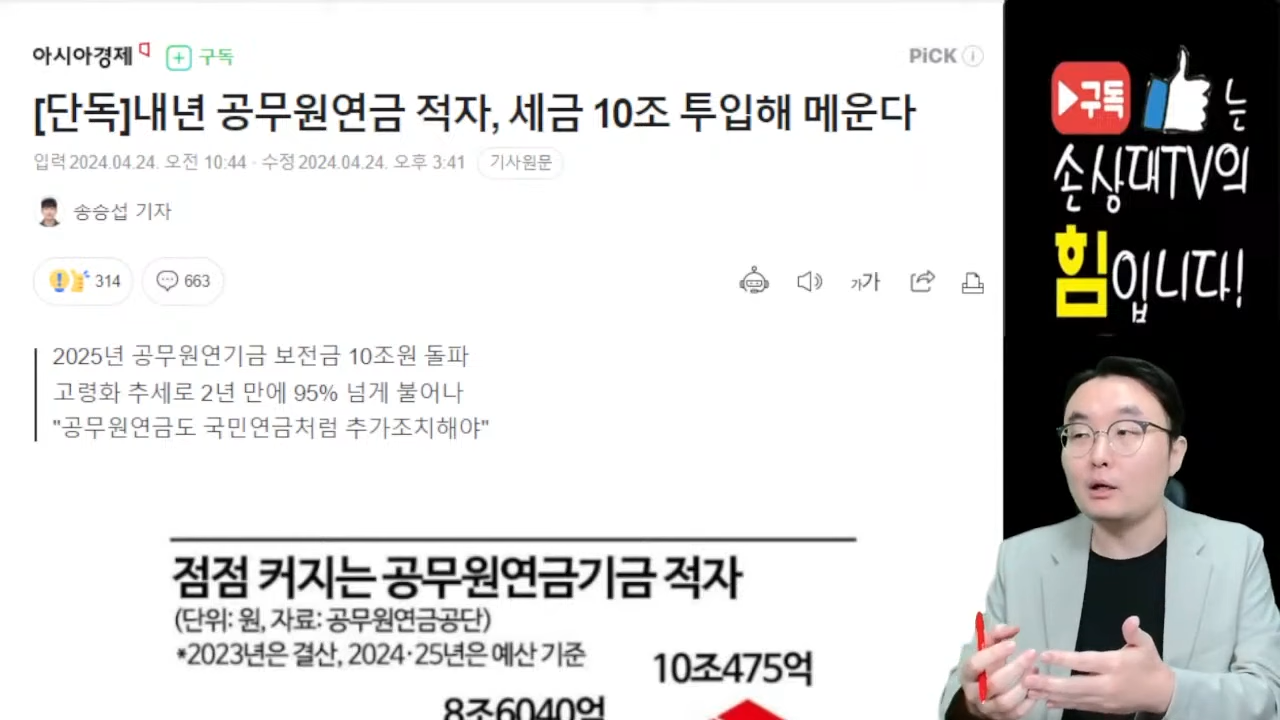 아시아경제
구독
PiCK
[단독]내년 공무원연금 적자, 세금 10조 투입해 메운다
입력 2024.04.24. 오전 10:44 · 수정 2024.04.24. 오후 3:41
기사원문
송승섭 기자
314
663
가가
2025년 공무원연기금 보전금 10조원 돌파
고령화 추세로 2년 만에 95% 넘게 불어나
"공무원연금도 국민연금처럼 추가조치해야"
점점 커지는 공무원연금기금 적자
(단위: 원, 자료: 공무원연금공단)
*2023년은 결산, 2024·25년은 예산 기준
10조475억
8조6040억
구독
는
손상대TV의
힘입니다!